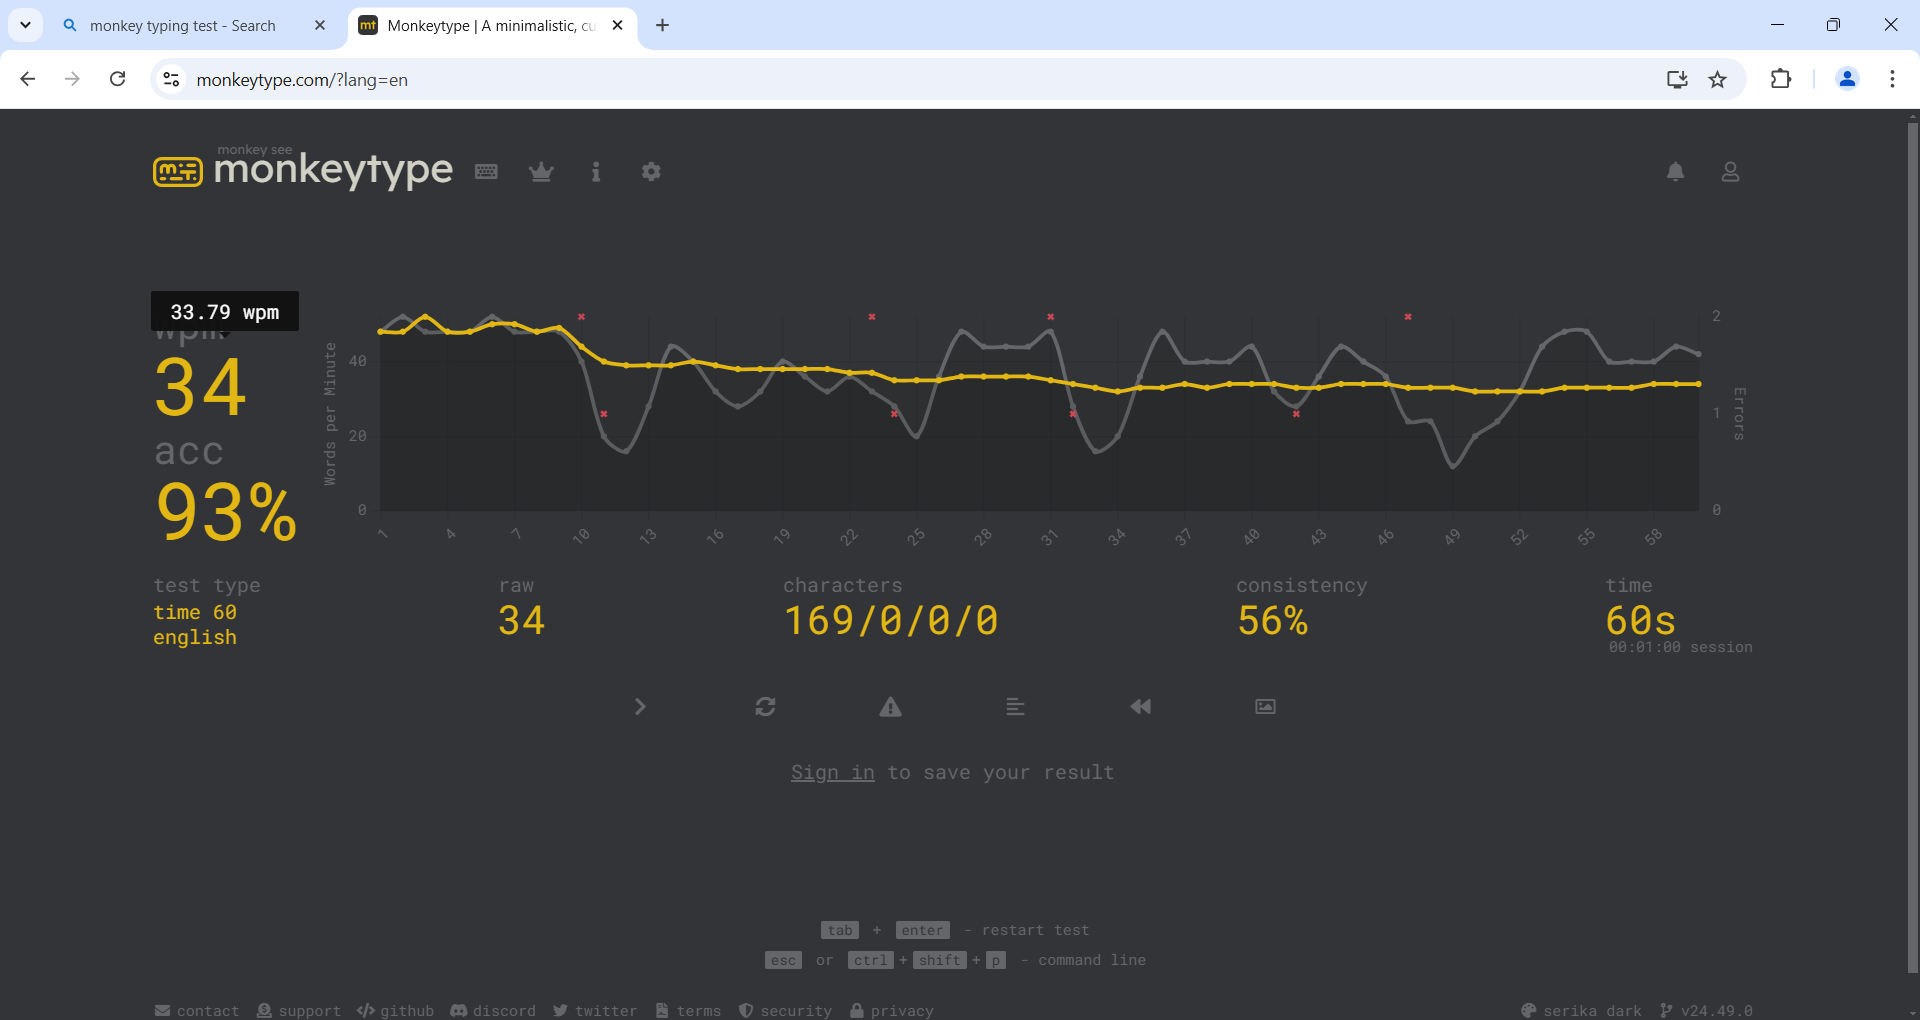 monkey typing test - Search
Monkeytype | A minimalistic, cu
monkeytype.com/?lang=en
monkey see
monkeytype
33.79 wpm
wpm
34
acc
93%
Words per Minute
40
20
0
2
1
0
Errors
1 4 7 10 13 16 19 22 25 28 31 34 37 40 43 46 49 52 55 58
test type
time 60
english
raw
34
characters
169/0/0/0
consistency
56%
time
60s
00:01:00 session
Sign in to save your result
tab + enter - restart test
esc or ctrl + shift + p - command line
contact support github discord twitter terms security privacy serika dark v24.49.0